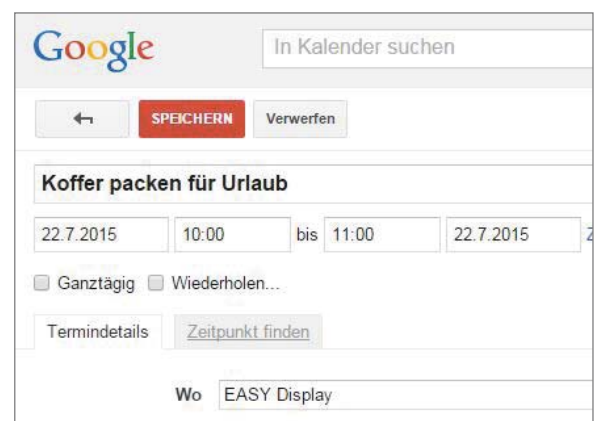 Google In Kalender suchen
SPEICHERN Verwerfen
Koffer packen für Urlaub
22.7.2015 10:00 bis 11:00 22.7.2015
Ganztägig Wiederholen...
Termindetails Zeitpunkt finden
Wo EASY Display